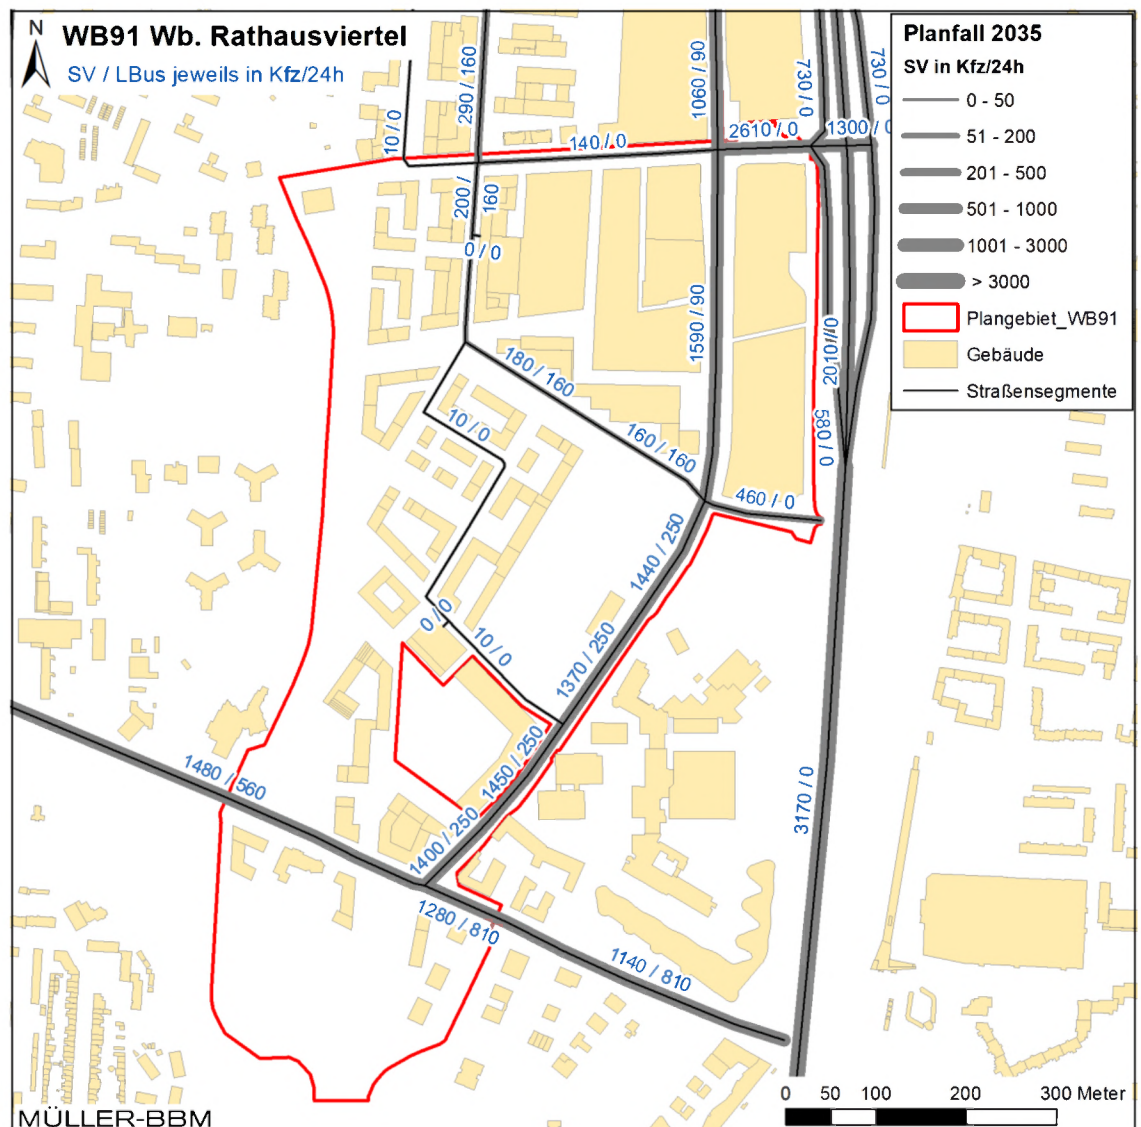 N
WB91 Wb. Rathausviertel
SV / LBus jeweils in Kfz/24h
Planfall 2035
SV in Kfz/24h
0 - 50
51 - 200
201 - 500
501 - 1000
1001 - 3000
> 3000
Plangebiet_WB91
Gebäude
Straßensegmente
290 / 160
1060 / 90
730 / 0
730 / 0
10 / 0
140 / 0
2610 / 0
1300 / 0
200 /
160
0 / 0
1590 / 90
2010 / 0
180 / 160
10 / 0
160 / 160
580 / 0
460 / 0
1440 / 250
0 / 0
10 / 0
1370 / 250
1450 / 250
1480 / 560
3170 / 0
1400 / 250
1280 / 810
1140 / 810
0 50 100 200 300 Meter
MÜLLER-BBM